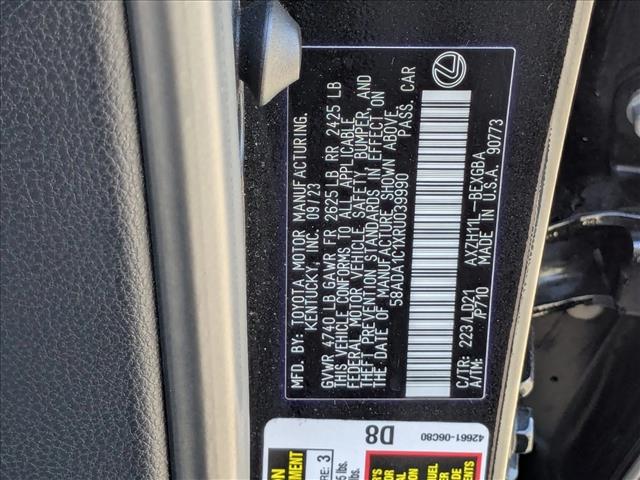 MFD. BY: TOYOTA MOTOR MANUFACTURING,
KENTUCKY, INC. 09/23
GVWR 4740 LB GAWR FR 2625 LB RR 2425 LB
THIS VEHICLE CONFORMS TO ALL APPLICABLE
FEDERAL MOTOR VEHICLE SAFETY, BUMPER, AND
THEFT PREVENTION STANDARDS IN EFFECT ON
THE DATE OF MANUFACTURE SHOWN ABOVE.
58ADA1C1XRU039990 PASS. CAR
C/TR: 223 /LD21 AXZH11L-BEXGBA
A/TM: /P710 MADE IN U.S.A. 90773
D8
42661-06C80
3
lbs.
lbs.